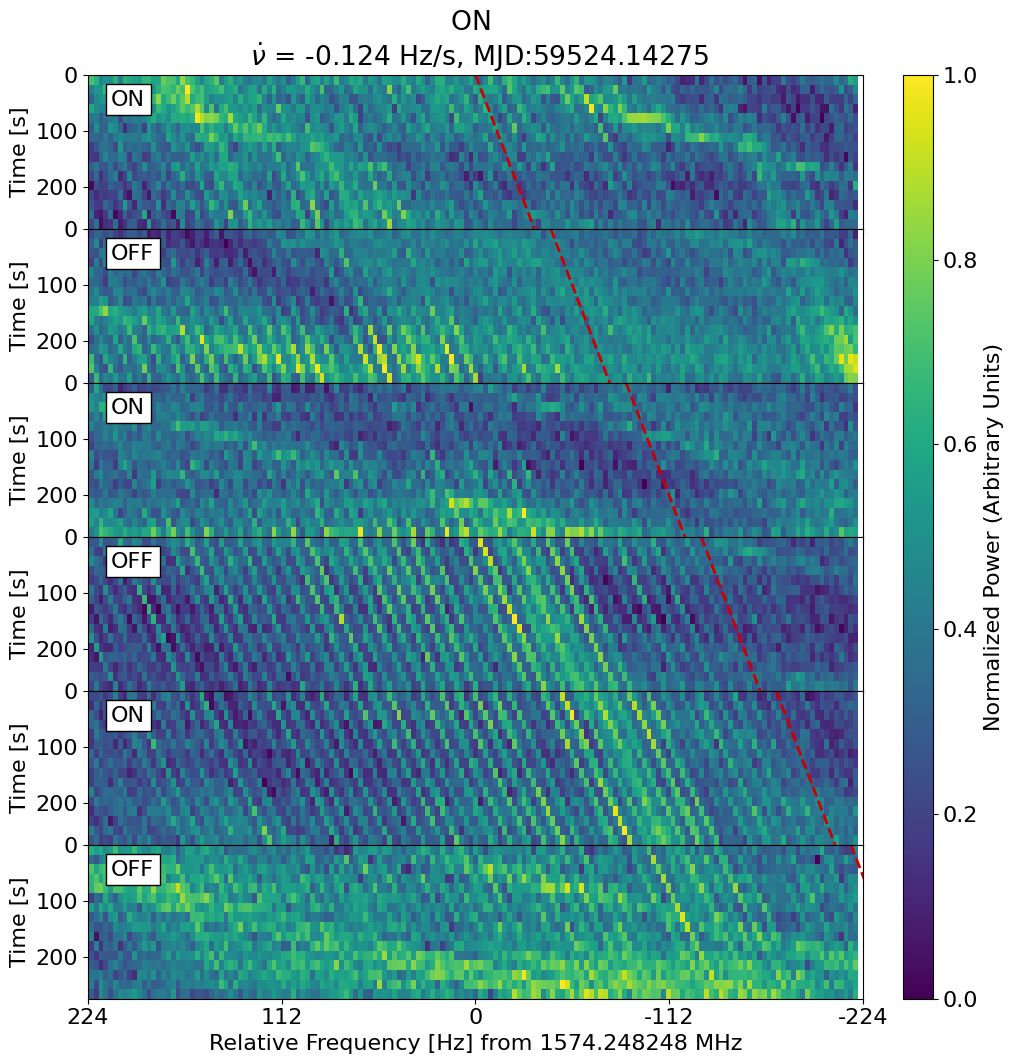 ON
ν̇ = -0.124 Hz/s, MJD:59524.14275
ON
0
100
200
Time [s]
OFF
0
100
200
Time [s]
ON
0
100
200
Time [s]
OFF
0
100
200
Time [s]
ON
0
100
200
Time [s]
OFF
0
100
200
Time [s]
224 112 0 -112 -224
Relative Frequency [Hz] from 1574.248248 MHz
1.0
0.8
0.6
0.4
0.2
0.0
Normalized Power (Arbitrary Units)